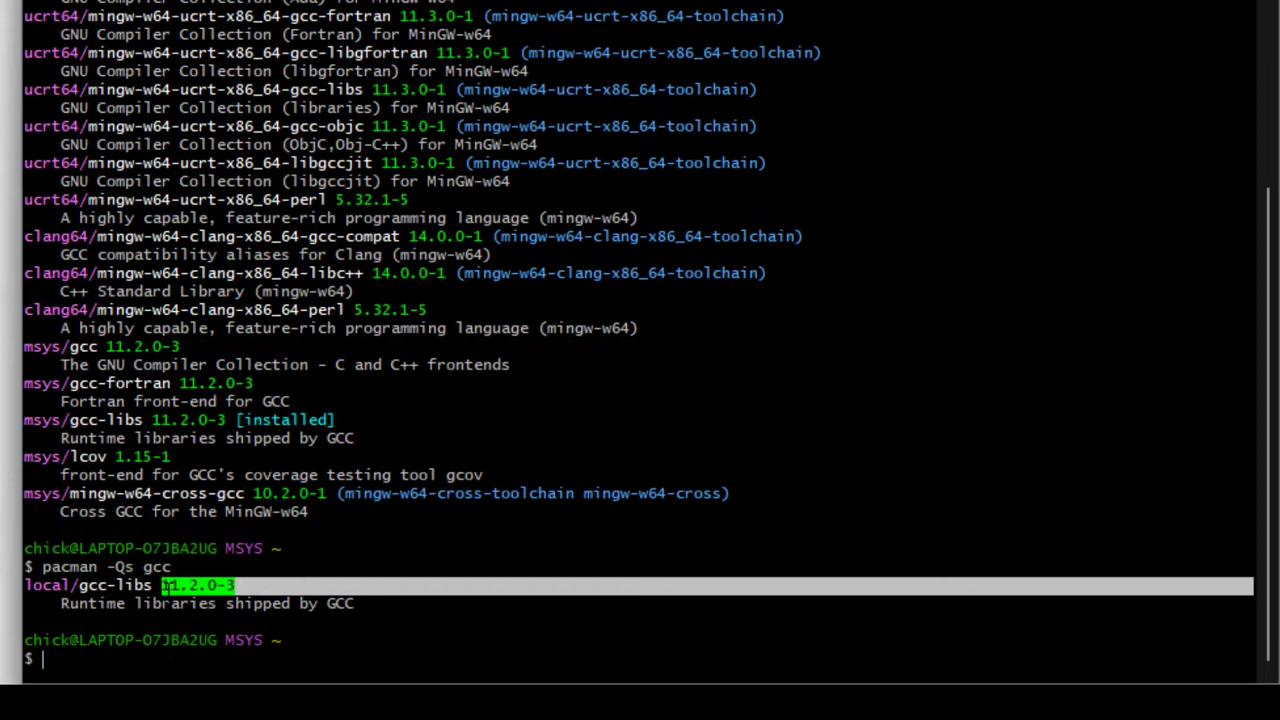 GNU Compiler Collection (Ada) for MinGW-w64
ucrt64/mingw-w64-ucrt-x86_64-gcc-fortran 11.3.0-1 (mingw-w64-ucrt-x86_64-toolchain)
GNU Compiler Collection (Fortran) for MinGW-w64
ucrt64/mingw-w64-ucrt-x86_64-gcc-libgfortran 11.3.0-1 (mingw-w64-ucrt-x86_64-toolchain)
GNU Compiler Collection (libgfortran) for MinGW-w64
ucrt64/mingw-w64-ucrt-x86_64-gcc-libs 11.3.0-1 (mingw-w64-ucrt-x86_64-toolchain)
GNU Compiler Collection (libraries) for MinGW-w64
ucrt64/mingw-w64-ucrt-x86_64-gcc-objc 11.3.0-1 (mingw-w64-ucrt-x86_64-toolchain)
GNU Compiler Collection (ObjC,Obj-C++) for MinGW-w64
ucrt64/mingw-w64-ucrt-x86_64-libgccjit 11.3.0-1 (mingw-w64-ucrt-x86_64-toolchain)
GNU Compiler Collection (libgccjit) for MinGW-w64
ucrt64/mingw-w64-ucrt-x86_64-perl 5.32.1-5
A highly capable, feature-rich programming language (mingw-w64)
clang64/mingw-w64-clang-x86_64-gcc-compat 14.0.0-1 (mingw-w64-clang-x86_64-toolchain)
GCC compatibility aliases for Clang (mingw-w64)
clang64/mingw-w64-clang-x86_64-libc++ 14.0.0-1 (mingw-w64-clang-x86_64-toolchain)
C++ Standard Library (mingw-w64)
clang64/mingw-w64-clang-x86_64-perl 5.32.1-5
A highly capable, feature-rich programming language (mingw-w64)
msys/gcc 11.2.0-3
The GNU Compiler Collection - C and C++ frontends
msys/gcc-fortran 11.2.0-3
Fortran front-end for GCC
msys/gcc-libs 11.2.0-3 [installed]
Runtime libraries shipped by GCC
msys/lcov 1.15-1
front-end for GCC's coverage testing tool gcov
msys/mingw-w64-cross-gcc 10.2.0-1 (mingw-w64-cross-toolchain mingw-w64-cross)
Cross GCC for the MinGW-w64
chick@LAPTOP-O7JBA2UG MSYS ~
$ pacman -Qs gcc
local/gcc-libs 11.2.0-3
Runtime libraries shipped by GCC
chick@LAPTOP-O7JBA2UG MSYS ~
$